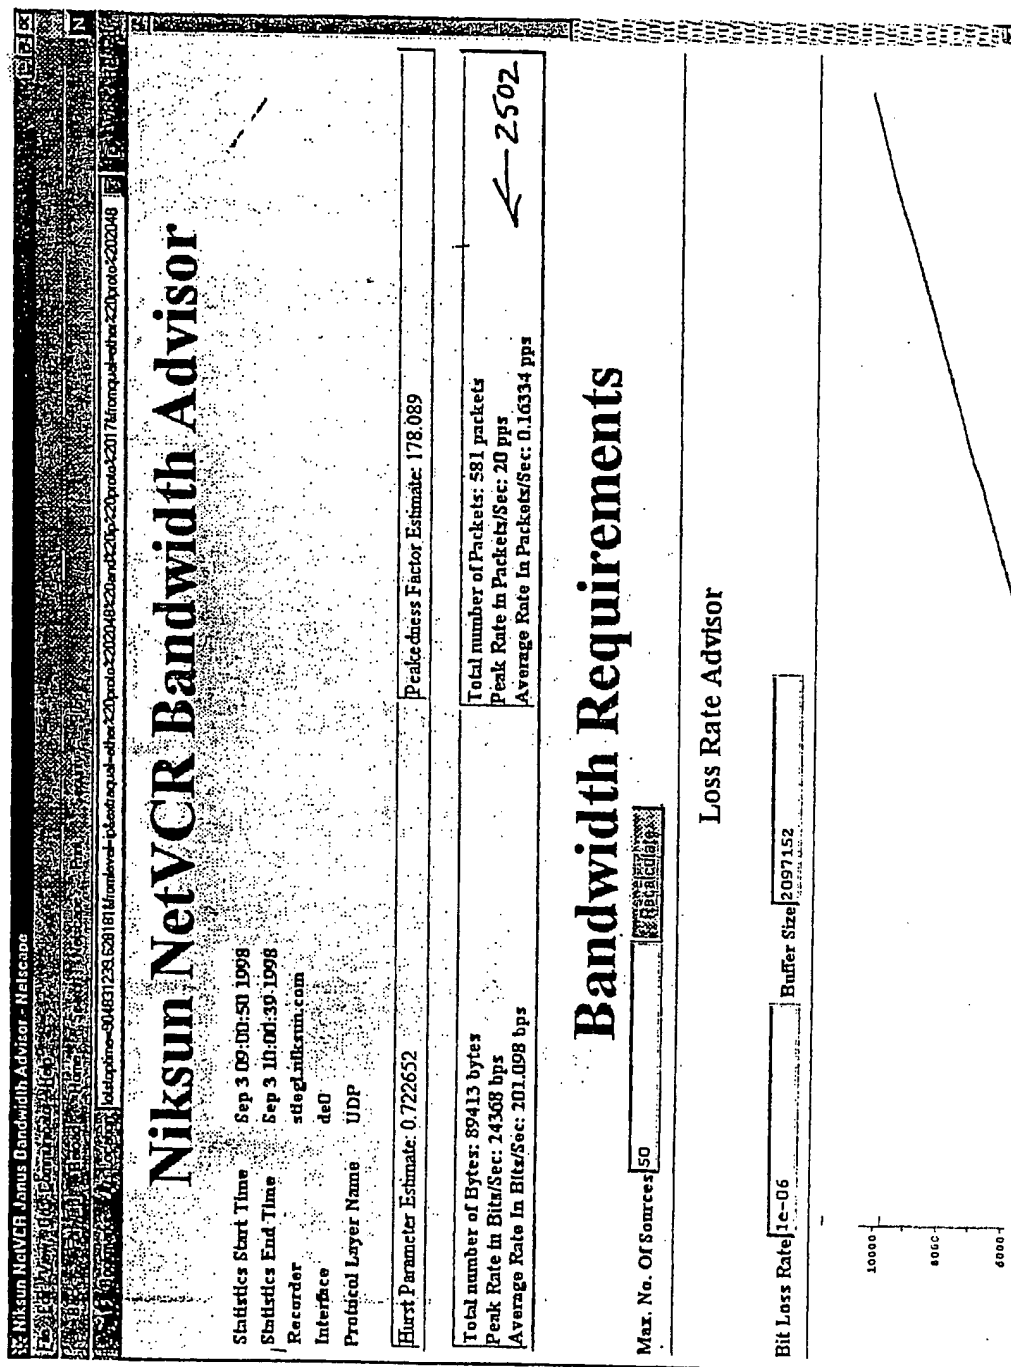 Niksun NetVCR Janus Bandwidth Advisor - Netscape
Niksun NetVCR Bandwidth Advisor
Statistics Start Time Sep 3 09:00:50 1998
Statistics End Time Sep 3 10:00:39 1998
Recorder stiegl.niksun.com
Interface de0
Protocol Layer Name UDP
Hurst Parameter Estimate: 0.722652 Peakedness Factor Estimate: 178.089
Total number of Bytes: 89413 bytes
Peak Rate in Bits/Sec: 24368 bps
Average Rate In Bits/Sec: 201.098 bps
Total number of Packets: 581 packets
Peak Rate in Packets/Sec: 20 pps
Average Rate In Packets/Sec: 0.16334 pps
2502
Bandwidth Requirements
Max. No. Of Sources 50 Recalculate
Loss Rate Advisor
Bit Loss Rate 1e-06 Buffer Size 2097152
10000
8000
6000